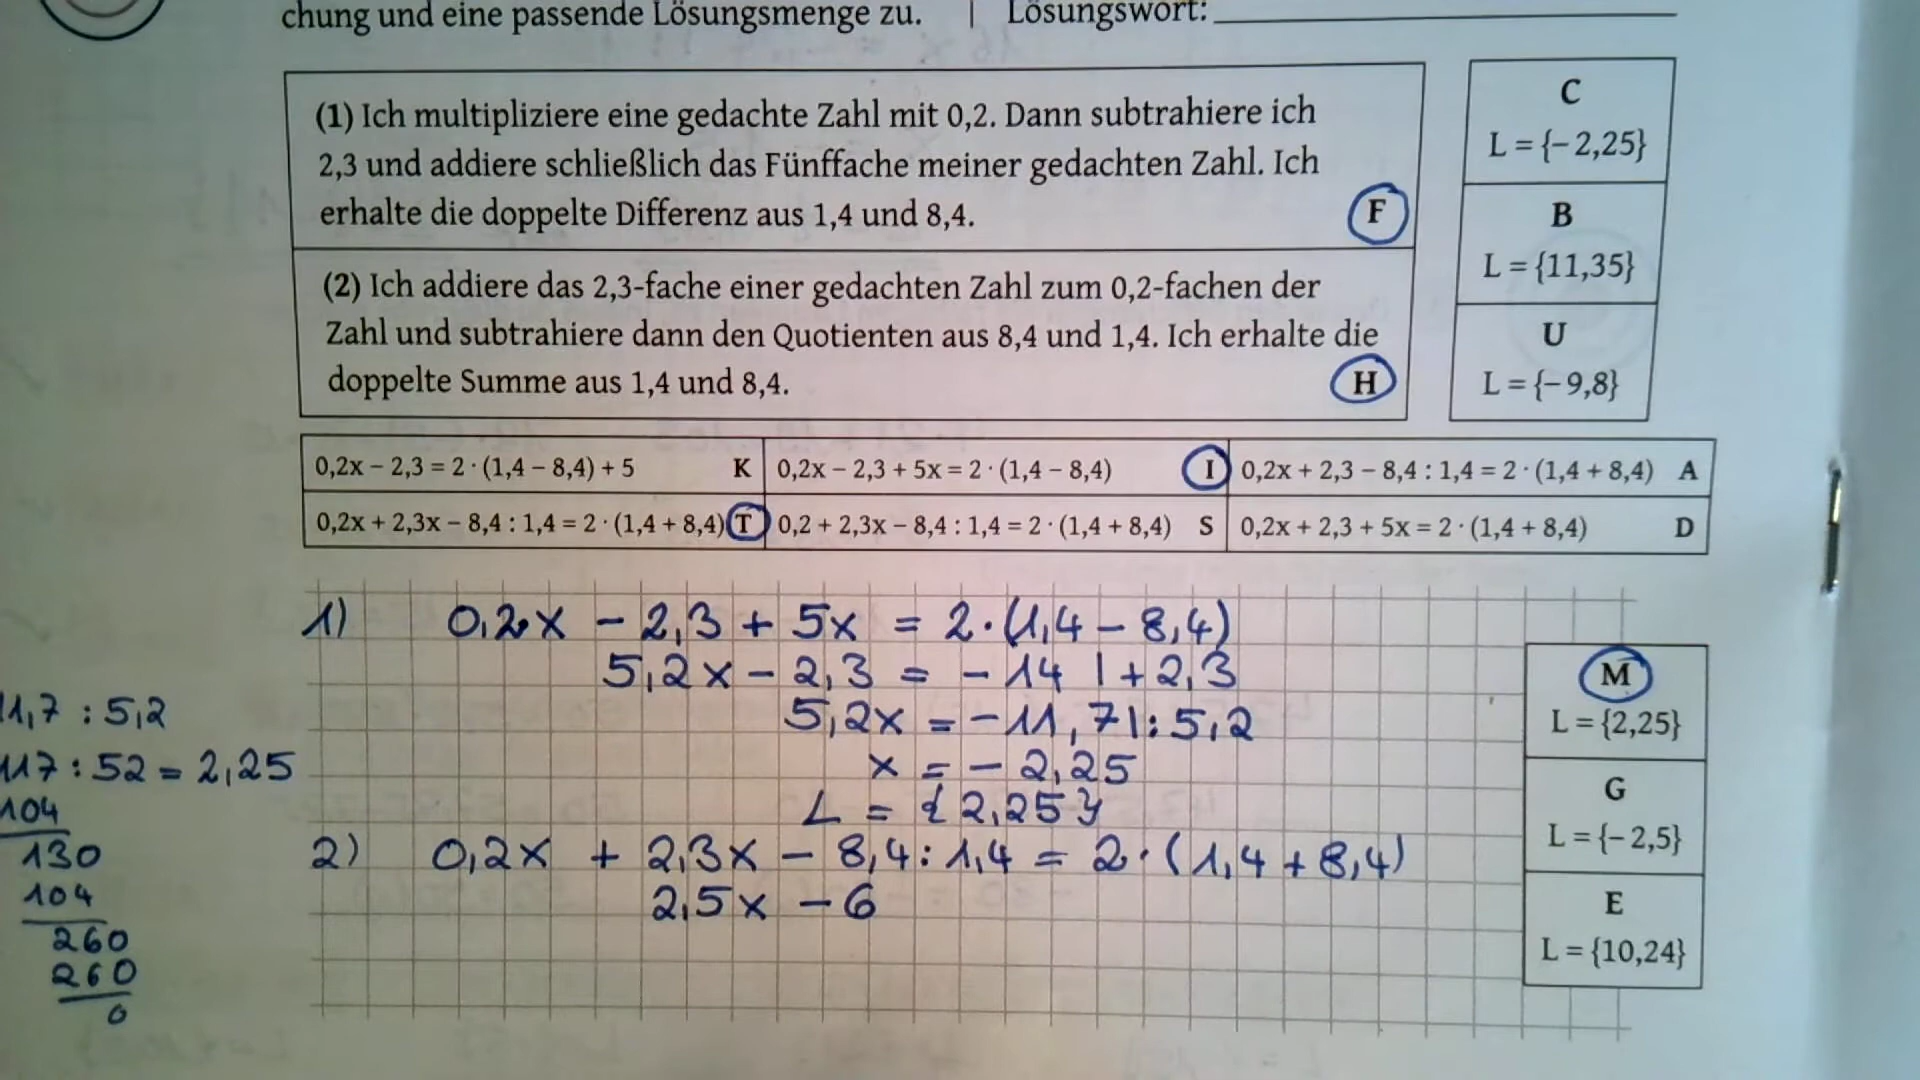 chung und eine passende Lösungsmenge zu. | Lösungswort:
(1) Ich multipliziere eine gedachte Zahl mit 0,2. Dann subtrahiere ich
2,3 und addiere schließlich das Fünffache meiner gedachten Zahl. Ich
erhalte die doppelte Differenz aus 1,4 und 8,4. F
(2) Ich addiere das 2,3-fache einer gedachten Zahl zum 0,2-fachen der
Zahl und subtrahiere dann den Quotienten aus 8,4 und 1,4. Ich erhalte die
doppelte Summe aus 1,4 und 8,4. H
C
L = {– 2,25}
B
L = {11,35}
U
L = {– 9,8}
0,2x – 2,3 = 2 · (1,4 – 8,4) + 5 K
0,2x – 2,3 + 5x = 2 · (1,4 – 8,4) I
0,2x + 2,3 – 8,4 : 1,4 = 2 · (1,4 + 8,4) A
0,2x + 2,3x – 8,4 : 1,4 = 2 · (1,4 + 8,4) T
0,2 + 2,3x – 8,4 : 1,4 = 2 · (1,4 + 8,4) S
0,2x + 2,3 + 5x = 2 · (1,4 + 8,4) D
1) 0,2x – 2,3 + 5x = 2 · (1,4 – 8,4)
5,2x – 2,3 = – 14 | + 2,3
5,2x = – 11,7 | : 5,2
x = – 2,25
L = {2,25}
2) 0,2x + 2,3x – 8,4 : 1,4 = 2 · (1,4 + 8,4)
2,5x – 6
11,7 : 5,2
117 : 52 = 2,25
104
130
104
260
260
0
M
L = {2,25}
G
L = {– 2,5}
E
L = {10,24}